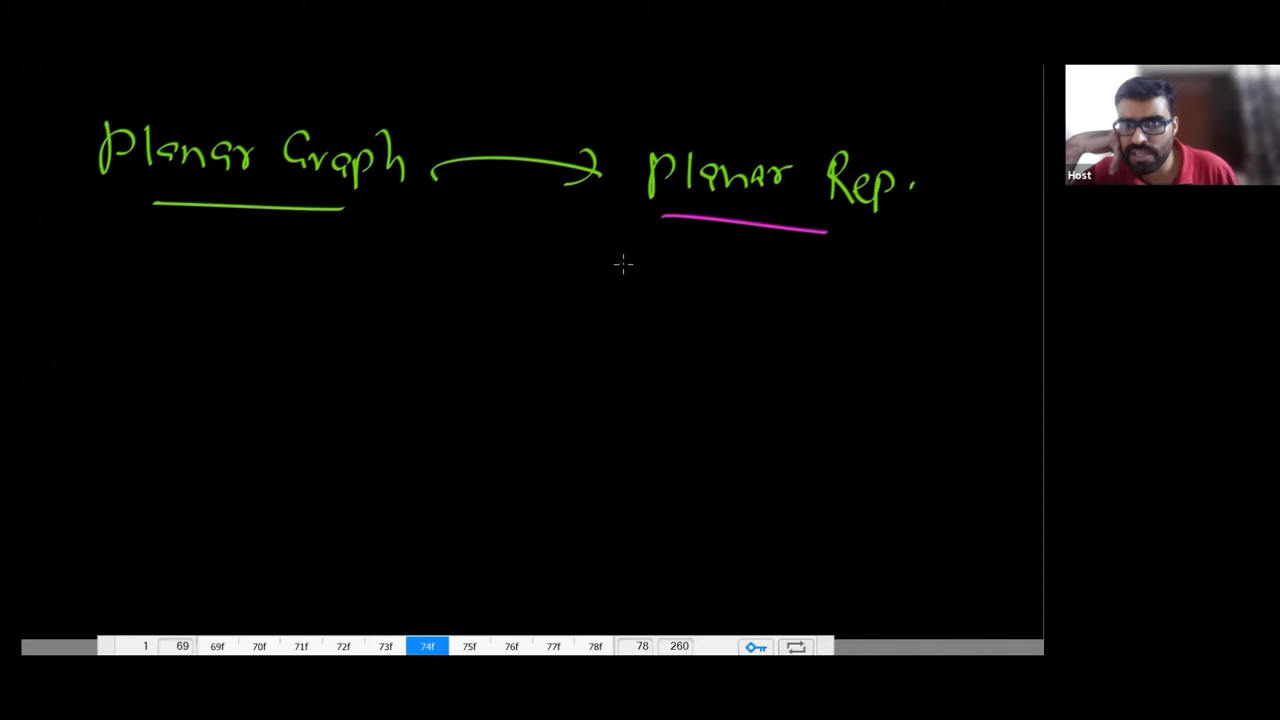 Planar Graph → Planar Rep.
Host
1 69 69f 70f 71f 72f 73f 74f 75f 76f 77f 78f 78 260